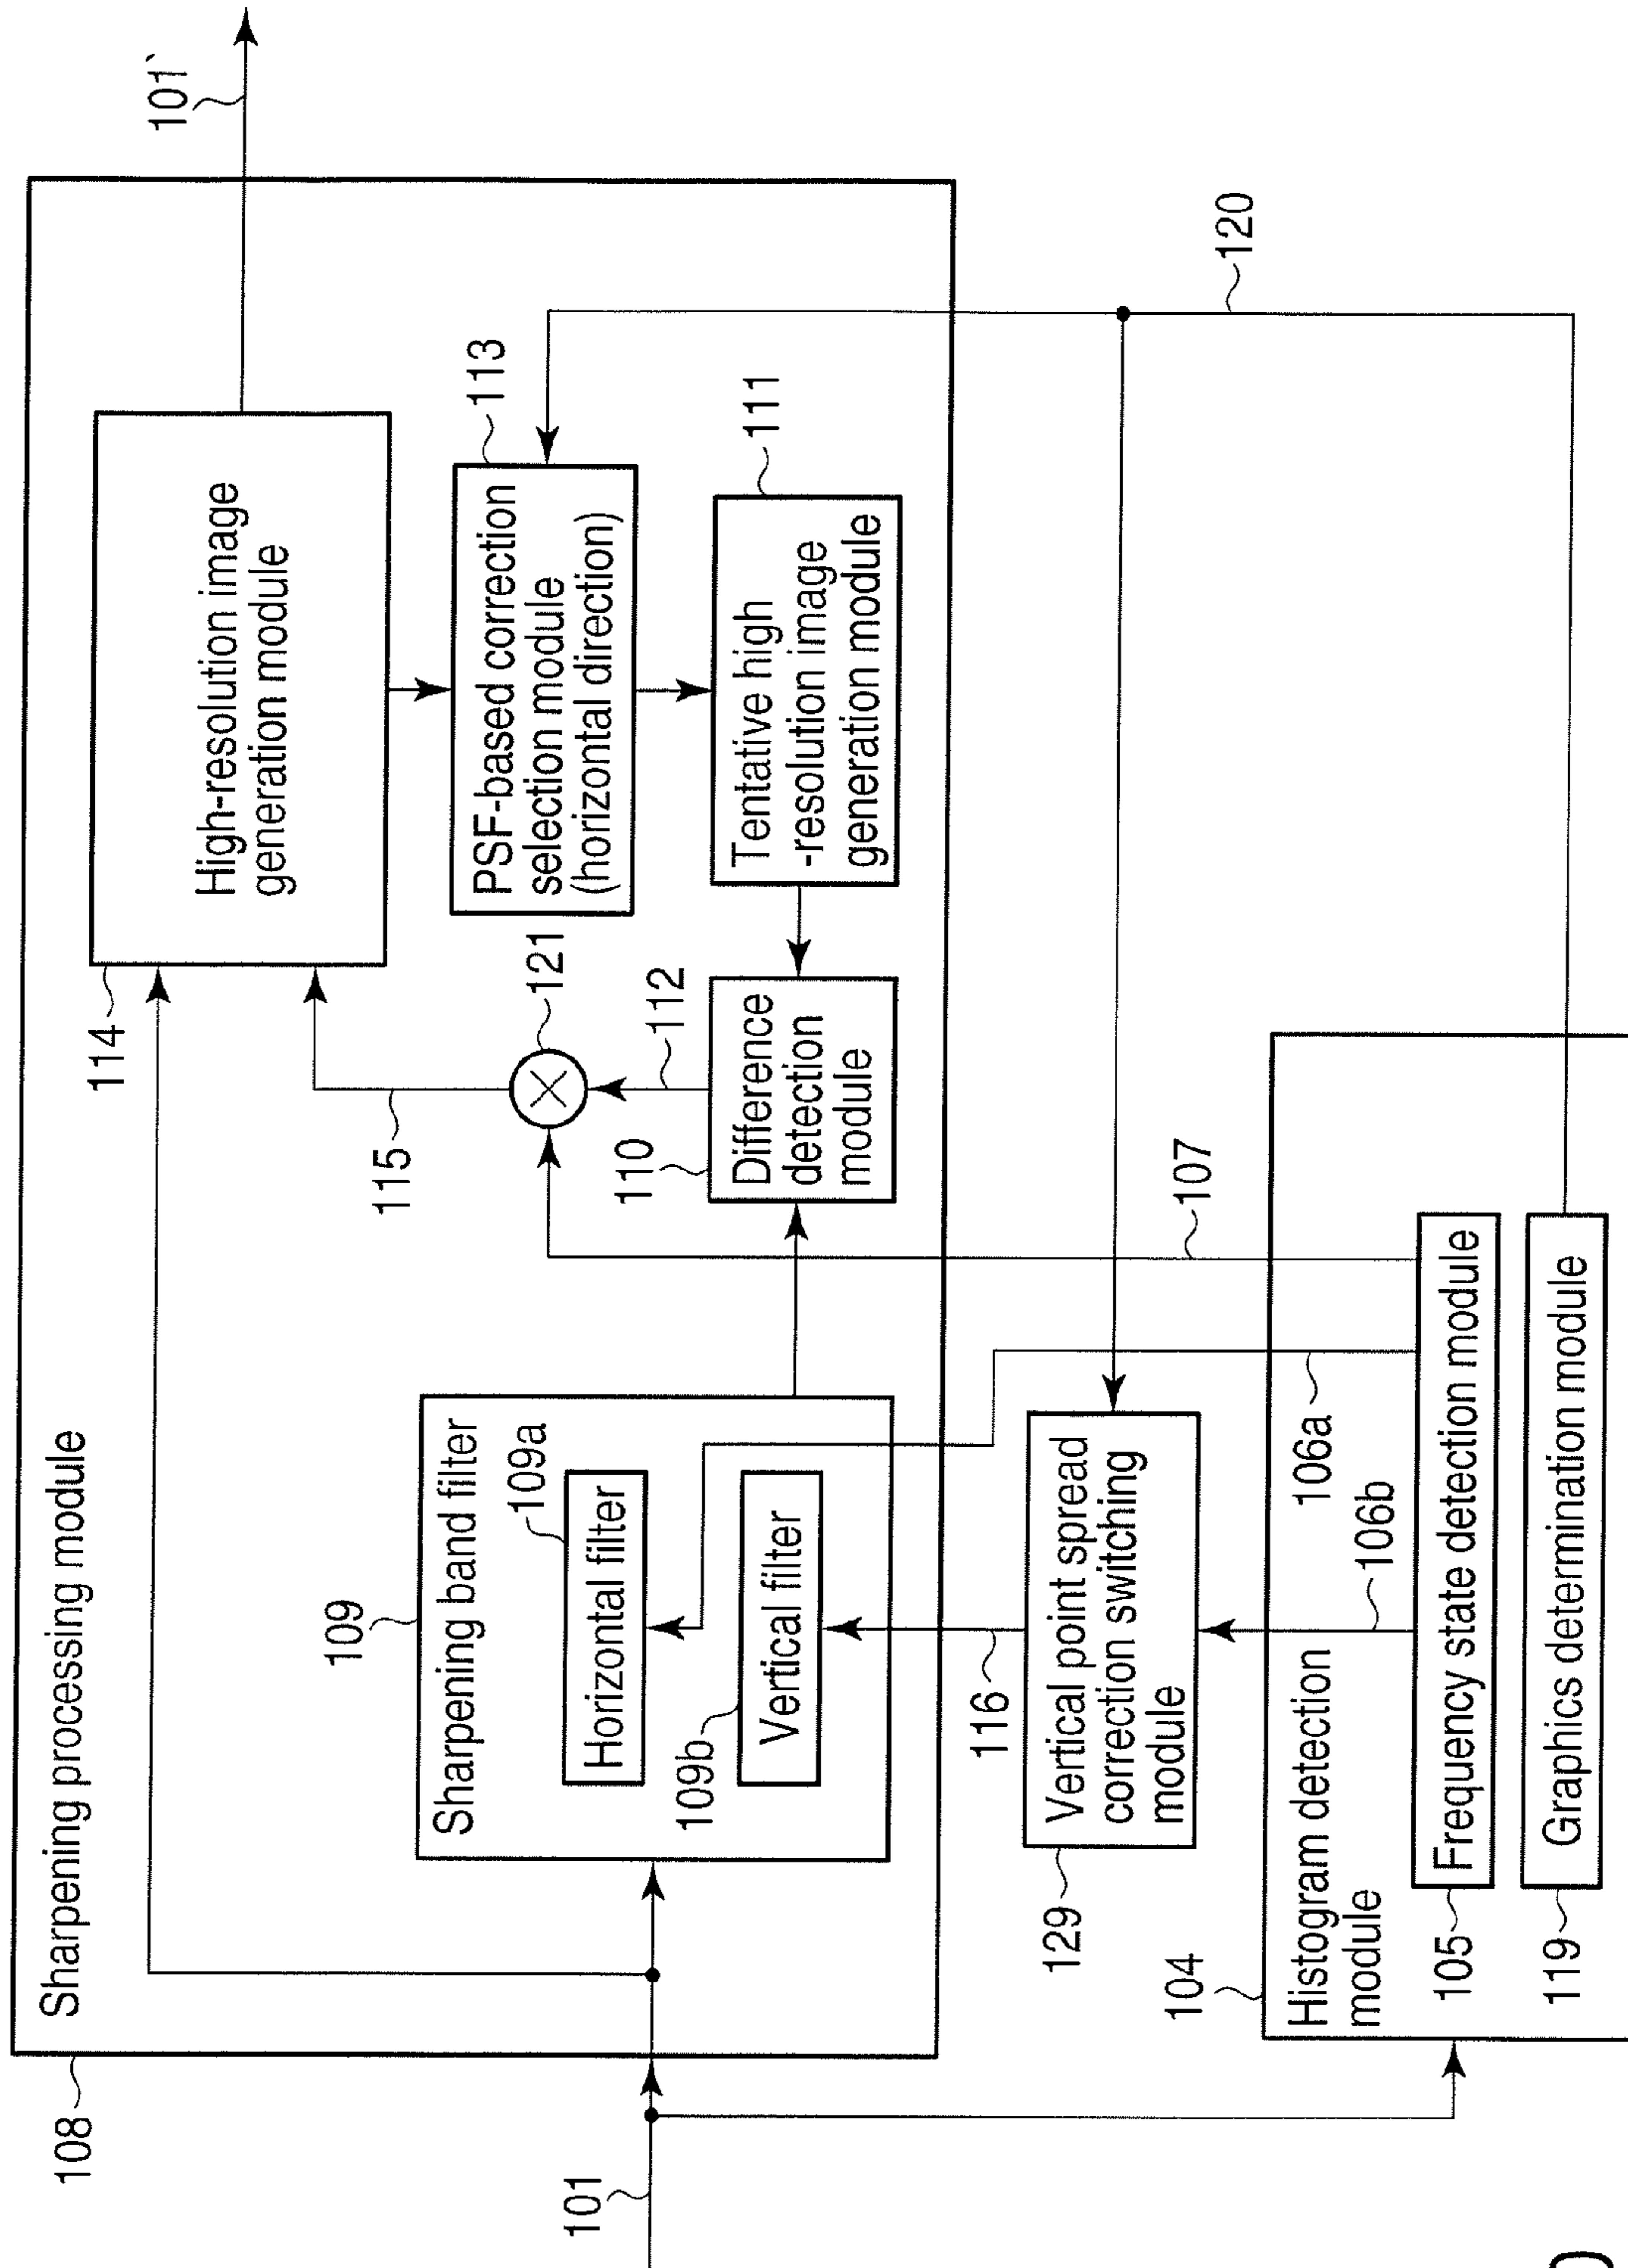 Sharpening processing module
108
101
101`
114
High-resolution image
generation module
115
121
113
PSF-based correction
selection module
(horizontal direction)
112
111
Tentative high
-resolution image
generation module
110
Difference
detection
module
109
Sharpening band filter
109a
Horizontal filter
109b
Vertical filter
116
107
120
129
Vertical point spread
correction switching
module
106a
106b
104
Histogram detection
module
105
Frequency state detection module
119
Graphics determination module